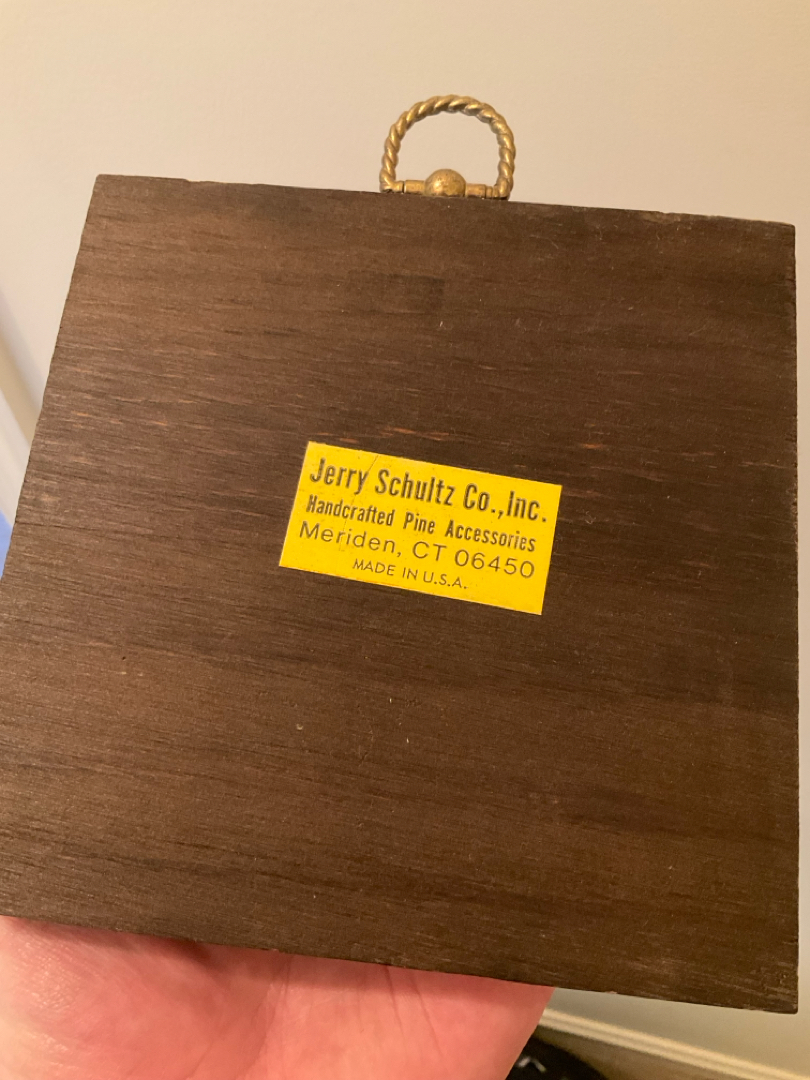 Jerry Schultz Co., Inc.
Handcrafted Pine Accessories
Meriden, CT 06450
MADE IN U.S.A.